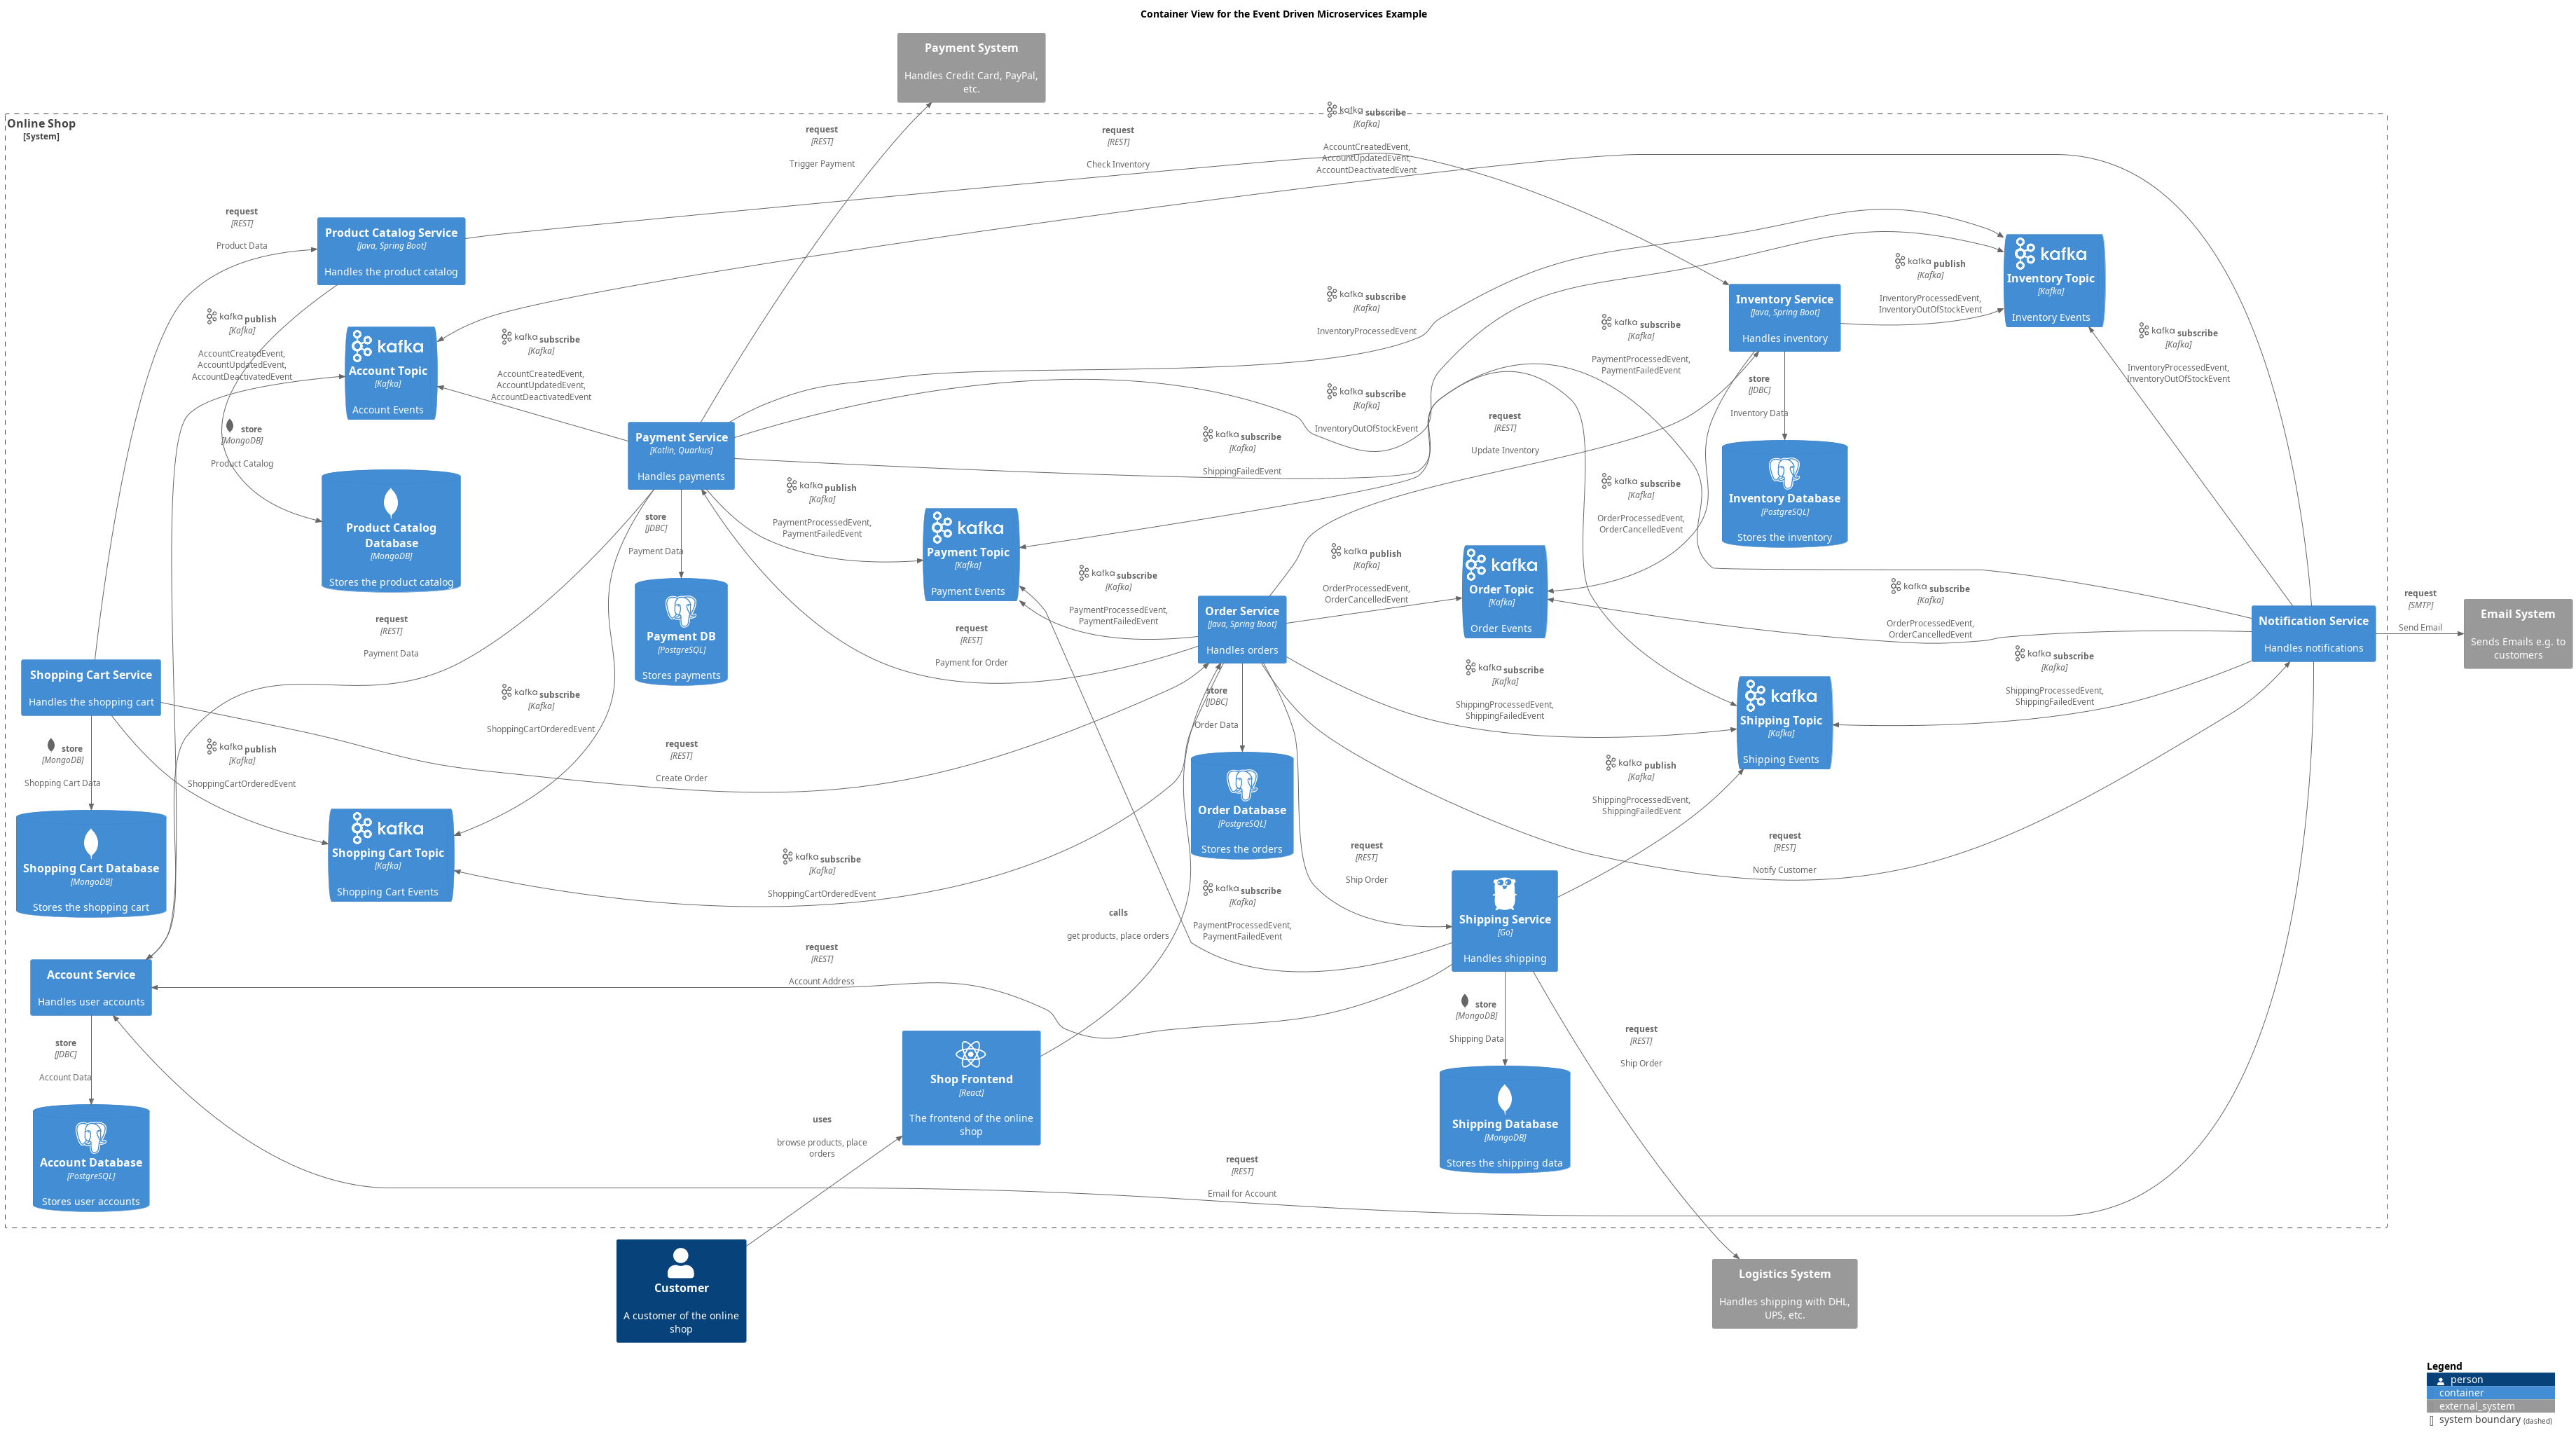 Container View for the Event Driven Microservices Example
Payment System
Handles Credit Card, PayPal,
etc.
Online Shop
[System]
request
[REST]
Trigger Payment
request
[REST]
Check Inventory
kafka subscribe
[Kafka]
AccountCreatedEvent,
AccountUpdatedEvent,
AccountDeactivatedEvent
request
[REST]
Product Data
Product Catalog Service
[Java, Spring Boot]
Handles the product catalog
kafka
Inventory Topic
[Kafka]
Inventory Events
kafka publish
[Kafka]
InventoryProcessedEvent,
InventoryOutOfStockEvent
Inventory Service
[Java, Spring Boot]
Handles inventory
kafka subscribe
[Kafka]
InventoryProcessedEvent
kafka publish
[Kafka]
AccountCreatedEvent,
AccountUpdatedEvent,
AccountDeactivatedEvent
kafka
Account Topic
[Kafka]
Account Events
kafka subscribe
[Kafka]
AccountCreatedEvent,
AccountUpdatedEvent,
AccountDeactivatedEvent
kafka subscribe
[Kafka]
PaymentProcessedEvent,
PaymentFailedEvent
kafka subscribe
[Kafka]
InventoryProcessedEvent,
InventoryOutOfStockEvent
store
[JDBC]
Inventory Data
kafka subscribe
[Kafka]
InventoryOutOfStockEvent
store
[MongoDB]
Product Catalog
Payment Service
[Kotlin, Quarkus]
Handles payments
kafka subscribe
[Kafka]
ShippingFailedEvent
request
[REST]
Update Inventory
Inventory Database
[PostgreSQL]
Stores the inventory
Product Catalog
Database
[MongoDB]
Stores the product catalog
store
[JDBC]
Payment Data
kafka publish
[Kafka]
PaymentProcessedEvent,
PaymentFailedEvent
kafka
Payment Topic
[Kafka]
Payment Events
kafka subscribe
[Kafka]
OrderProcessedEvent,
OrderCancelledEvent
kafka publish
[Kafka]
OrderProcessedEvent,
OrderCancelledEvent
kafka
Order Topic
[Kafka]
Order Events
kafka subscribe
[Kafka]
PaymentProcessedEvent,
PaymentFailedEvent
Payment DB
[PostgreSQL]
Stores payments
Order Service
[Java, Spring Boot]
Handles orders
kafka subscribe
[Kafka]
OrderProcessedEvent,
OrderCancelledEvent
Notification Service
Handles notifications
request
[SMTP]
Send Email
Email System
Sends Emails e.g. to
customers
request
[REST]
Payment Data
request
[REST]
Payment for Order
Shopping Cart Service
Handles the shopping cart
kafka subscribe
[Kafka]
ShoppingCartOrderedEvent
store
[JDBC]
Order Data
kafka subscribe
[Kafka]
ShippingProcessedEvent,
ShippingFailedEvent
kafka
Shipping Topic
[Kafka]
Shipping Events
kafka subscribe
[Kafka]
ShippingProcessedEvent,
ShippingFailedEvent
store
[MongoDB]
Shopping Cart Data
kafka publish
[Kafka]
ShoppingCartOrderedEvent
request
[REST]
Create Order
kafka publish
[Kafka]
ShippingProcessedEvent,
ShippingFailedEvent
Shopping Cart Database
[MongoDB]
Stores the shopping cart
kafka
Shopping Cart Topic
[Kafka]
Shopping Cart Events
Order Database
[PostgreSQL]
Stores the orders
kafka subscribe
[Kafka]
ShoppingCartOrderedEvent
request
[REST]
Ship Order
request
[REST]
Notify Customer
calls
get products, place orders
kafka subscribe
[Kafka]
PaymentProcessedEvent,
PaymentFailedEvent
Shipping Service
[Go]
Handles shipping
Account Service
Handles user accounts
request
[REST]
Account Address
store
[MongoDB]
Shipping Data
request
[REST]
Ship Order
store
[JDBC]
Account Data
Shop Frontend
[React]
The frontend of the online
shop
Account Database
[PostgreSQL]
Stores user accounts
uses
browse products, place
orders
Shipping Database
[MongoDB]
Stores the shipping data
request
[REST]
Email for Account
Customer
A customer of the online
shop
Logistics System
Handles shipping with DHL,
UPS, etc.
Legend
person
container
external_system
system boundary (dashed)